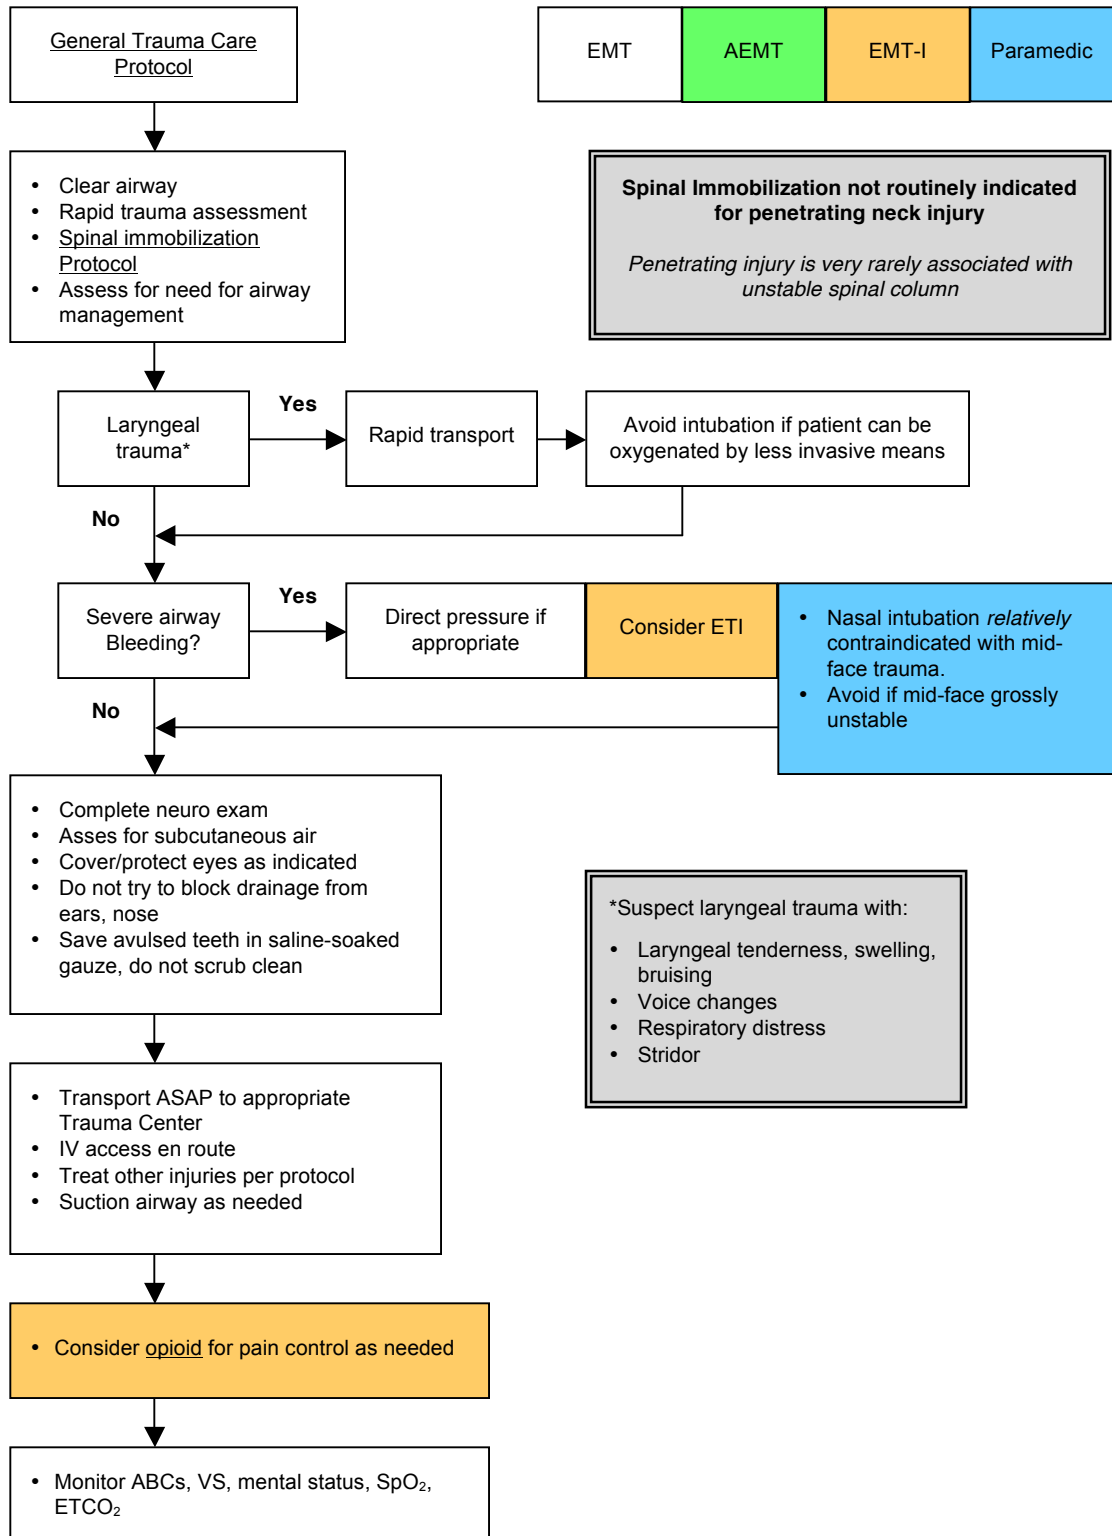 General Trauma Care
Protocol
EMT
AEMT
EMT-I
Paramedic
• Clear airway
• Rapid trauma assessment
• Spinal immobilization
Protocol
• Assess for need for airway
management
Spinal Immobilization not routinely indicated
for penetrating neck injury
Penetrating injury is very rarely associated with
unstable spinal column
Laryngeal
trauma*
Yes
Rapid transport
Avoid intubation if patient can be
oxygenated by less invasive means
No
Severe airway
Bleeding?
Yes
Direct pressure if
appropriate
Consider ETI
• Nasal intubation relatively
contraindicated with mid-
face trauma.
• Avoid if mid-face grossly
unstable
No
• Complete neuro exam
• Asses for subcutaneous air
• Cover/protect eyes as indicated
• Do not try to block drainage from
ears, nose
• Save avulsed teeth in saline-soaked
gauze, do not scrub clean
*Suspect laryngeal trauma with:
• Laryngeal tenderness, swelling,
bruising
• Voice changes
• Respiratory distress
• Stridor
• Transport ASAP to appropriate
Trauma Center
• IV access en route
• Treat other injuries per protocol
• Suction airway as needed
• Consider opioid for pain control as needed
• Monitor ABCs, VS, mental status, SpO₂,
ETCO₂